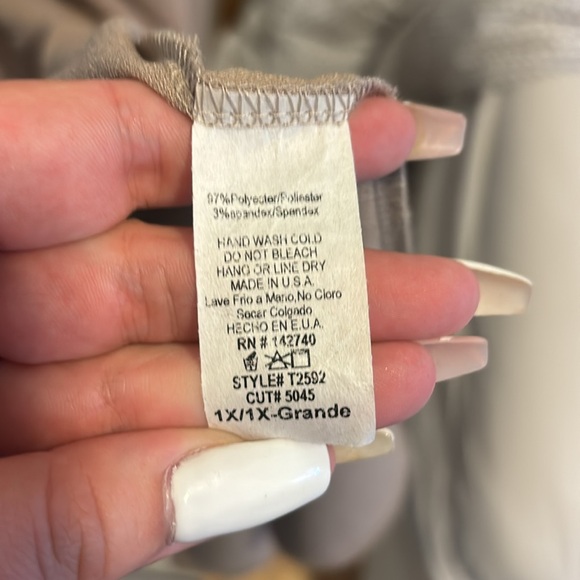 97%Polyester/Poliester
3%spandex/Spandex
HAND WASH COLD
DO NOT BLEACH
HANG OR LINE DRY
MADE IN U.S.A.
Lave Frio a Mano,No Cloro
Secar Colgado
HECHO EN E.U.A.
RN # 142740
STYLE# T2592
CUT# 5045
1X/1X-Grande